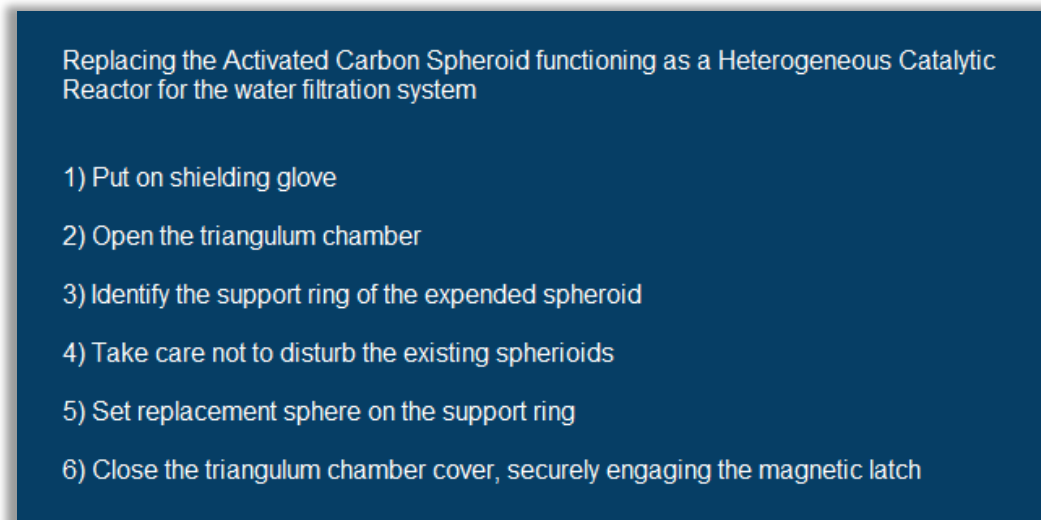 Replacing the Activated Carbon Spheroid functioning as a Heterogeneous Catalytic
Reactor for the water filtration system
1) Put on shielding glove
2) Open the triangulum chamber
3) Identify the support ring of the expended spheroid
4) Take care not to disturb the existing spherioids
5) Set replacement sphere on the support ring
6) Close the triangulum chamber cover, securely engaging the magnetic latch